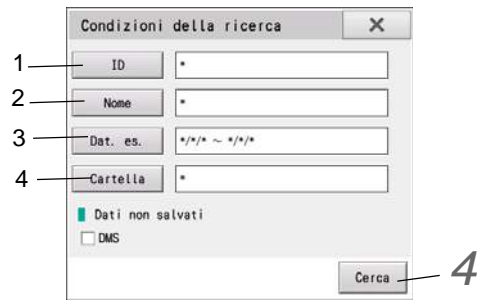 Condizioni della ricerca ×
1 ID *
2 Nome *
3 Dat. es. */*/* ~ */*/*
4 Cartella *
Dati non salvati
DMS
Cerca 4